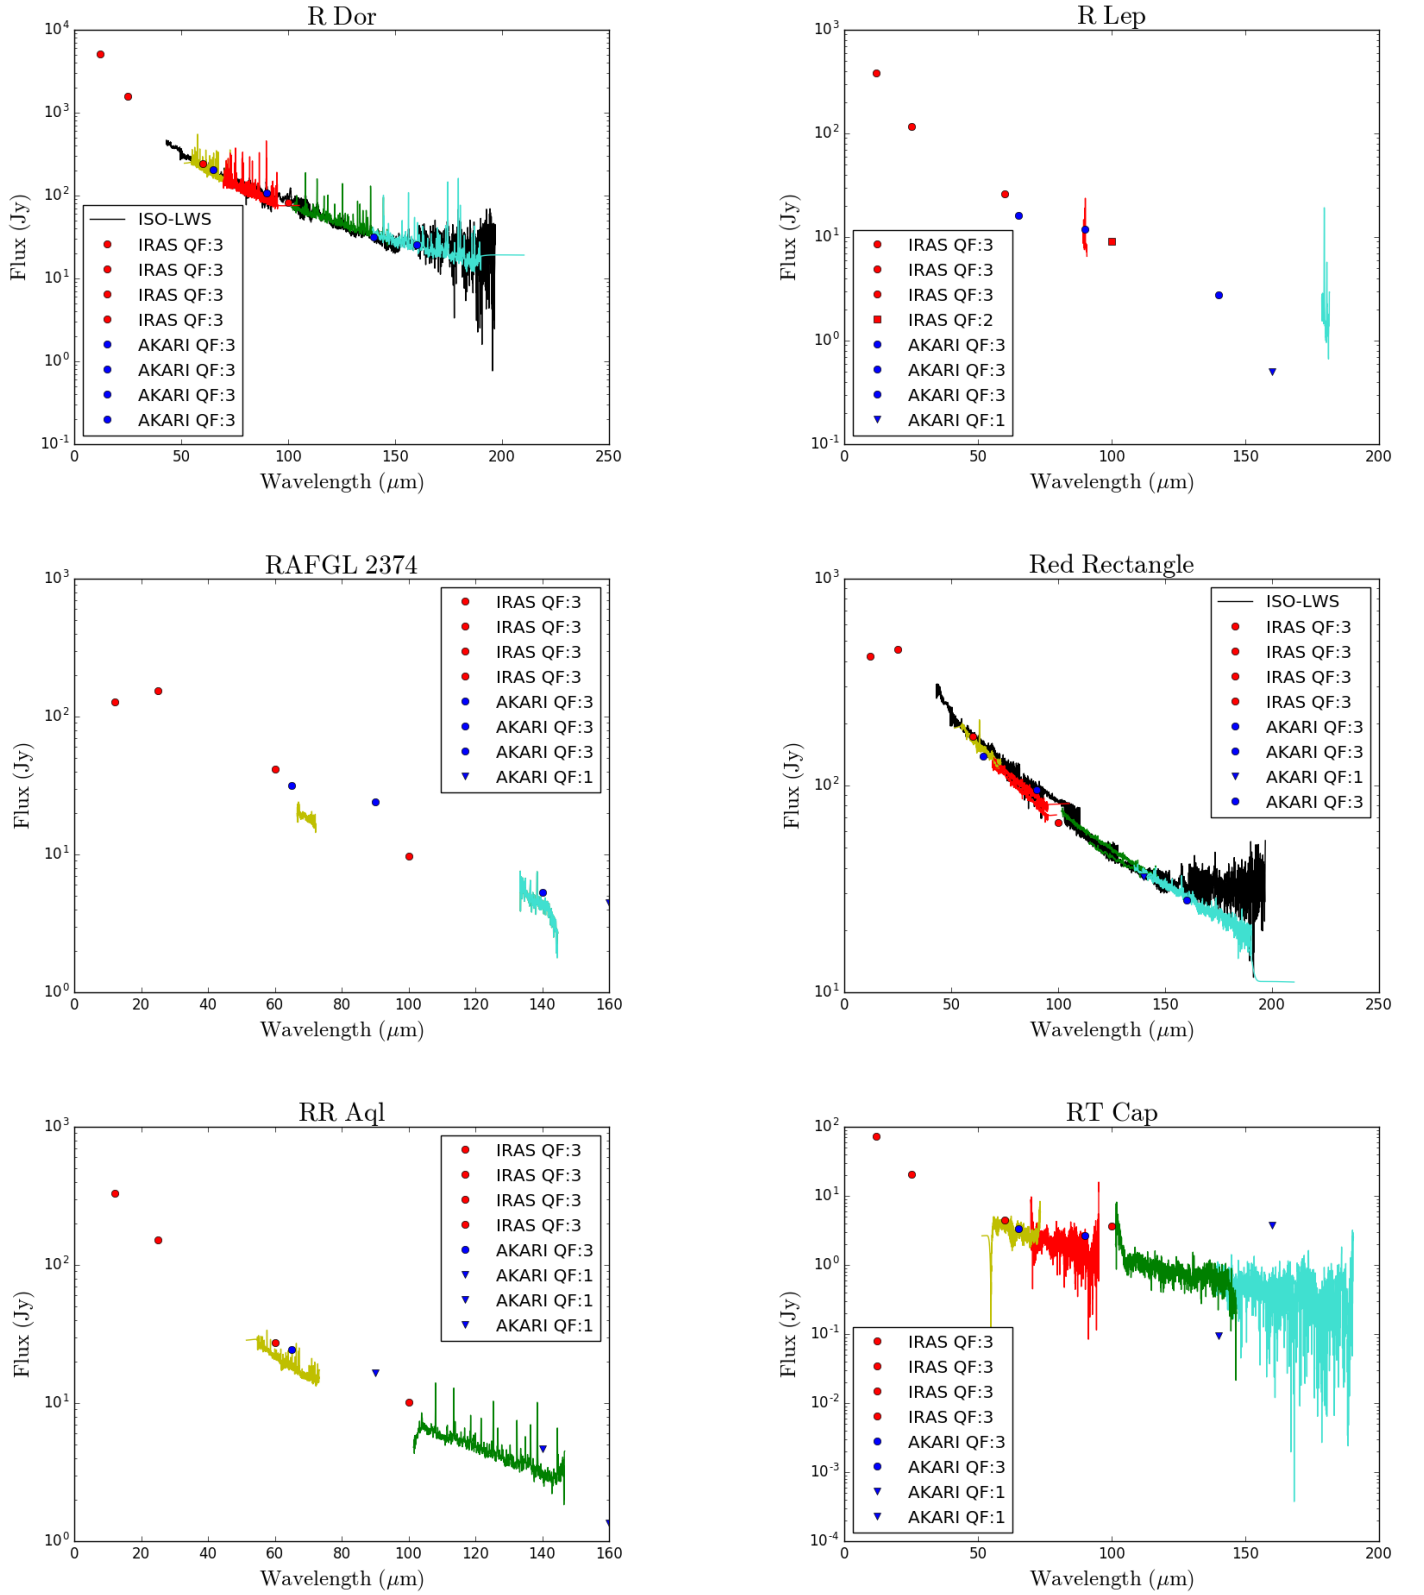 R Dor
10^4
10^3
10^2
10^1
10^0
10^-1
Flux (Jy)
ISO-LWS
IRAS QF:3
IRAS QF:3
IRAS QF:3
IRAS QF:3
AKARI QF:3
AKARI QF:3
AKARI QF:3
AKARI QF:3
0 50 100 150 200 250
Wavelength (μm)
R Lep
10^3
10^2
10^1
10^0
10^-1
Flux (Jy)
IRAS QF:3
IRAS QF:3
IRAS QF:3
IRAS QF:2
AKARI QF:3
AKARI QF:3
AKARI QF:3
AKARI QF:1
0 50 100 150 200
Wavelength (μm)
RAFGL 2374
10^3
10^2
10^1
10^0
Flux (Jy)
IRAS QF:3
IRAS QF:3
IRAS QF:3
IRAS QF:3
AKARI QF:3
AKARI QF:3
AKARI QF:3
AKARI QF:1
0 20 40 60 80 100 120 140 160
Wavelength (μm)
Red Rectangle
10^3
10^2
10^1
Flux (Jy)
ISO-LWS
IRAS QF:3
IRAS QF:3
IRAS QF:3
IRAS QF:3
AKARI QF:3
AKARI QF:3
AKARI QF:1
AKARI QF:3
0 50 100 150 200 250
Wavelength (μm)
RR Aql
10^3
10^2
10^1
10^0
Flux (Jy)
IRAS QF:3
IRAS QF:3
IRAS QF:3
IRAS QF:3
AKARI QF:3
AKARI QF:1
AKARI QF:1
AKARI QF:1
0 20 40 60 80 100 120 140 160
Wavelength (μm)
RT Cap
10^2
10^1
10^0
10^-1
10^-2
10^-3
10^-4
Flux (Jy)
IRAS QF:3
IRAS QF:3
IRAS QF:3
IRAS QF:3
AKARI QF:3
AKARI QF:3
AKARI QF:1
AKARI QF:1
0 50 100 150 200
Wavelength (μm)